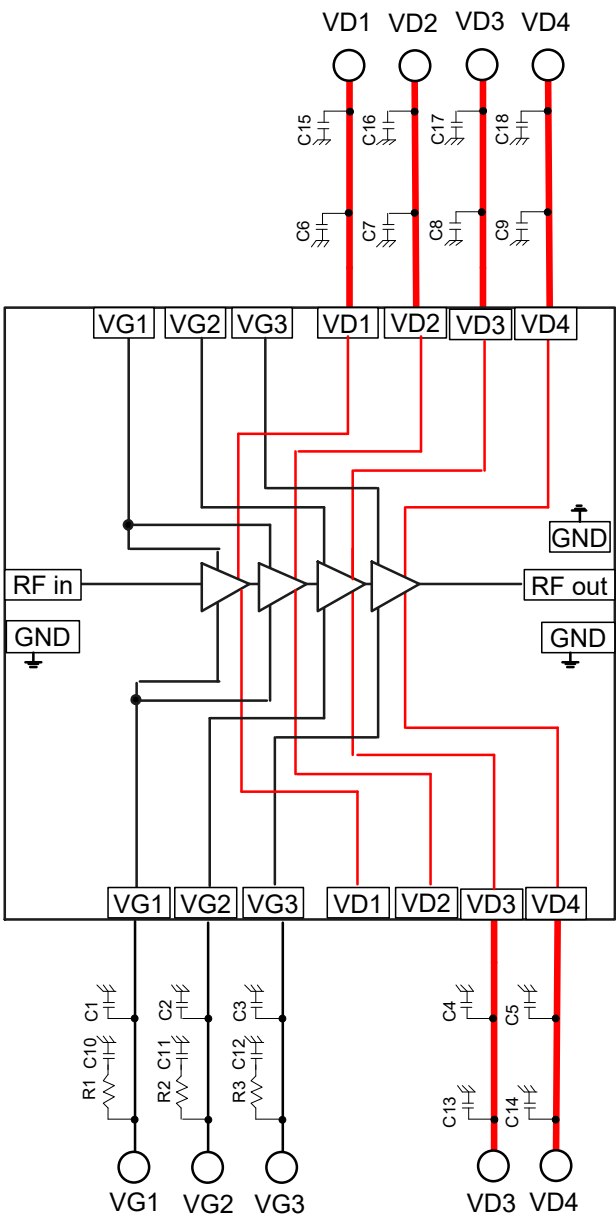 VD1 VD2 VD3 VD4
C15 C16 C17 C18
C6 C7 C8 C9
VG1 VG2 VG3 VD1 VD2 VD3 VD4
GND
RF in RF out
GND GND
VG1 VG2 VG3 VD1 VD2 VD3 VD4
C1 C2 C3 C4 C5
R1 C10 R2 C11 R3 C12 C13 C14
VG1 VG2 VG3 VD3 VD4